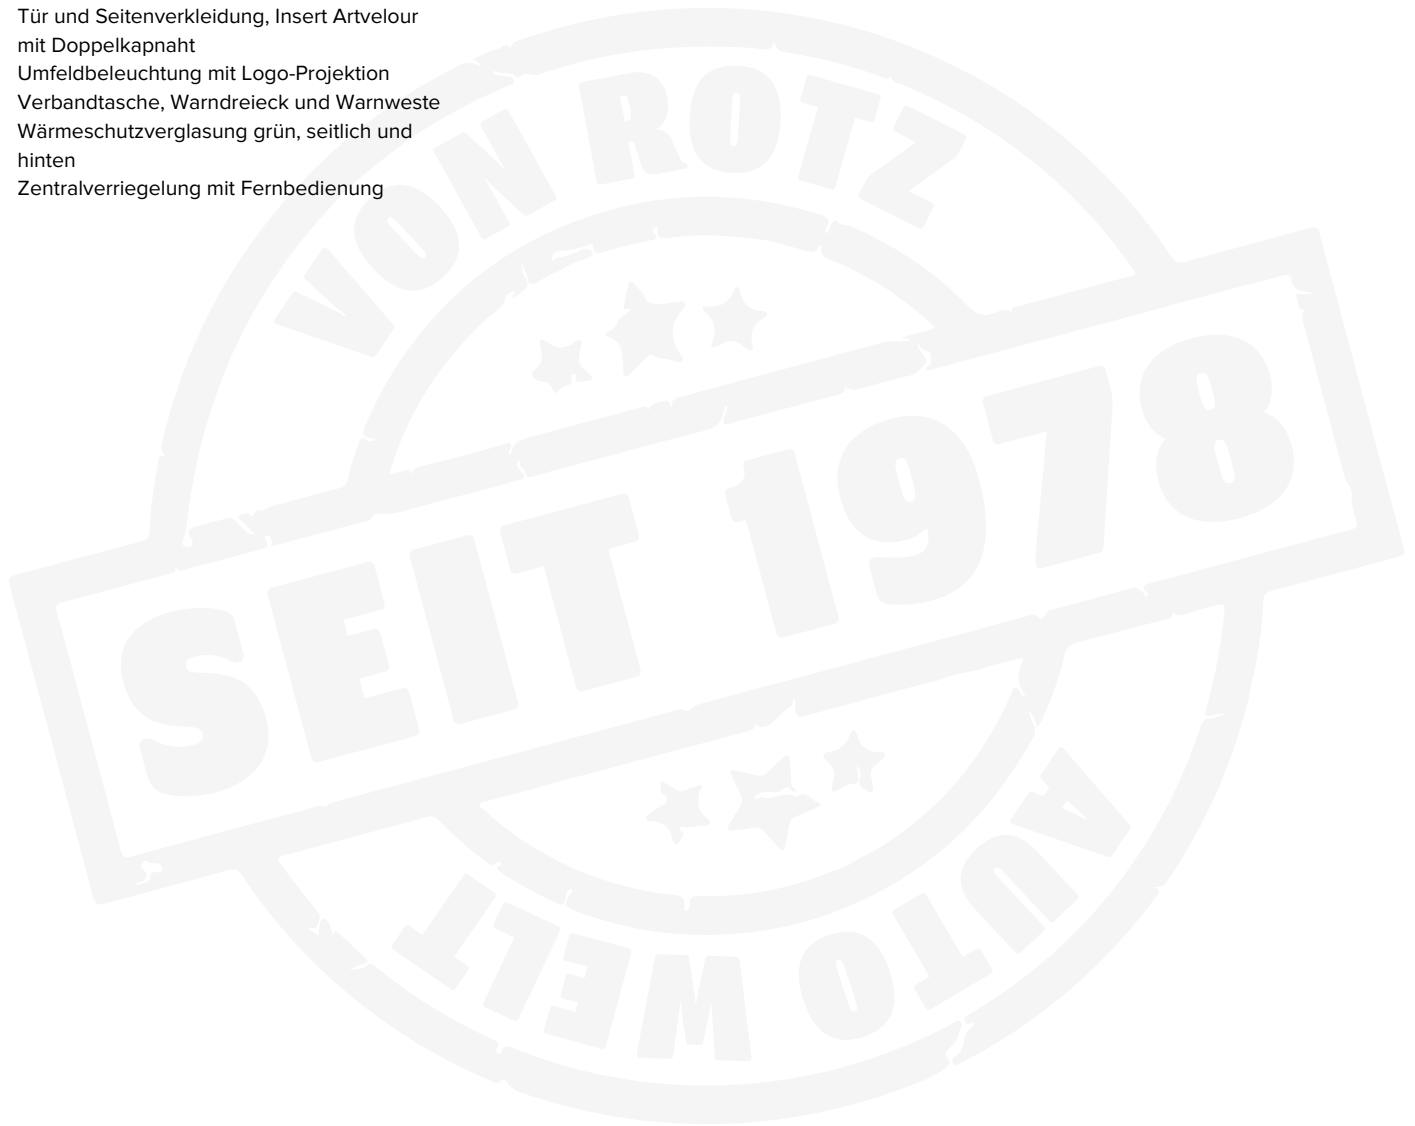 Tür und Seitenverkleidung, Insert Artvelour
mit Doppelkapnaht
Umfeldbeleuchtung mit Logo-Projektion
Verbandtasche, Warndreieck und Warnweste
Wärmeschutzverglasung grün, seitlich und
hinten
Zentralverriegelung mit Fernbedienung
VON ROTZ
SEIT 1978
AUTO WELT